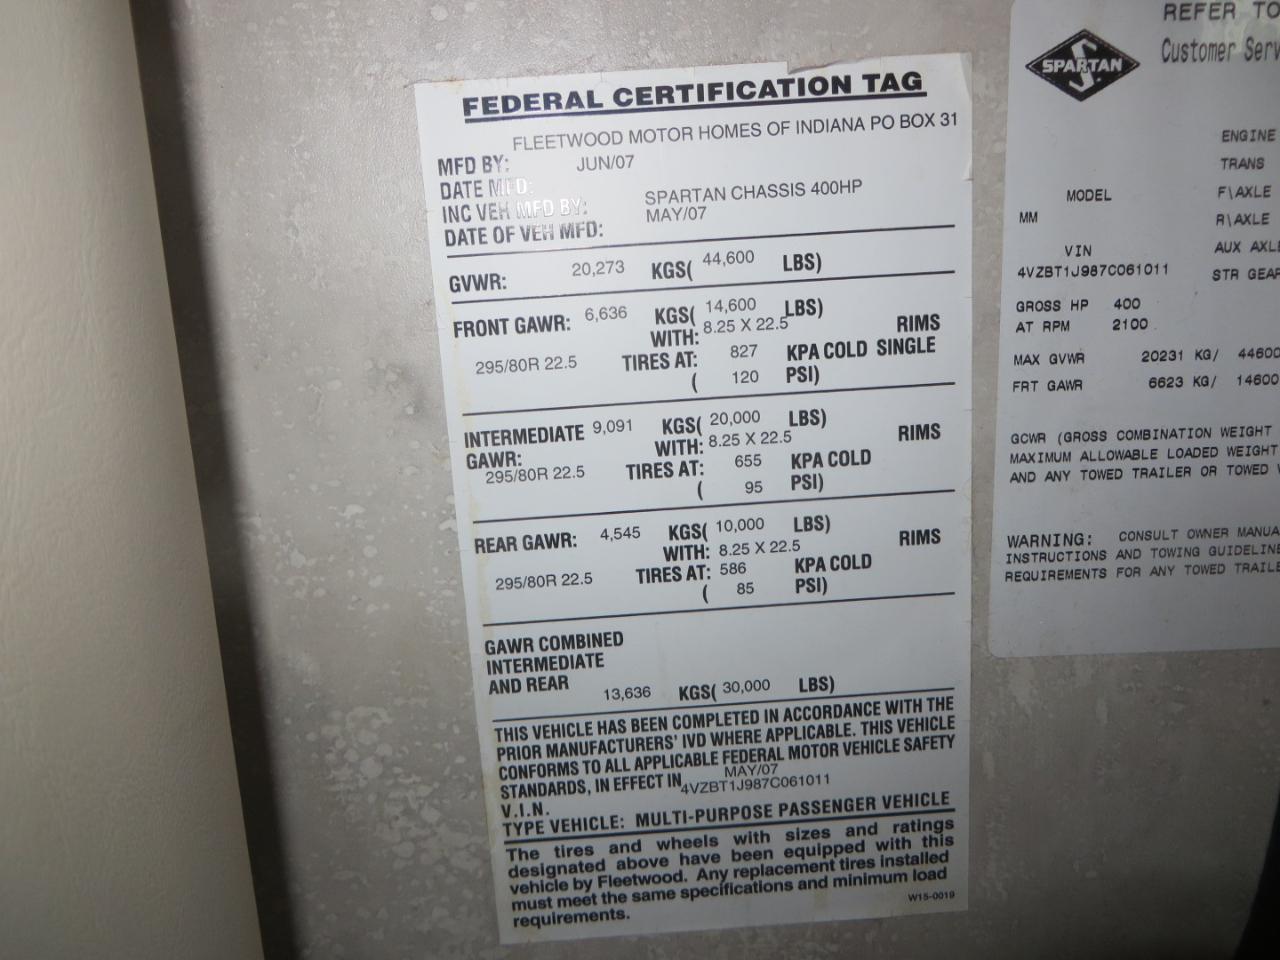 FEDERAL CERTIFICATION TAG
FLEETWOOD MOTOR HOMES OF INDIANA PO BOX 31
MFD BY: JUN/07
DATE MFD:
INC VEH MFD BY: SPARTAN CHASSIS 400HP
DATE OF VEH MFD: MAY/07
GVWR: 20,273 KGS( 44,600 LBS)
FRONT GAWR: 6,636 KGS( 14,600 LBS)
WITH: 8.25 X 22.5 RIMS
295/80R 22.5 TIRES AT: 827 KPA COLD SINGLE
( 120 PSI)
INTERMEDIATE 9,091 KGS( 20,000 LBS)
GAWR: WITH: 8.25 X 22.5 RIMS
295/80R 22.5 TIRES AT: 655 KPA COLD
( 95 PSI)
REAR GAWR: 4,545 KGS( 10,000 LBS)
WITH: 8.25 X 22.5 RIMS
295/80R 22.5 TIRES AT: 586 KPA COLD
( 85 PSI)
GAWR COMBINED
INTERMEDIATE
AND REAR 13,636 KGS( 30,000 LBS)
THIS VEHICLE HAS BEEN COMPLETED IN ACCORDANCE WITH THE
PRIOR MANUFACTURERS' IVD WHERE APPLICABLE. THIS VEHICLE
CONFORMS TO ALL APPLICABLE FEDERAL MOTOR VEHICLE SAFETY
STANDARDS, IN EFFECT IN MAY/07
V.I.N. 4VZBT1J987C061011
TYPE VEHICLE: MULTI-PURPOSE PASSENGER VEHICLE
The tires and wheels with sizes and ratings
designated above have been equipped with this
vehicle by Fleetwood. Any replacement tires installed
must meet the same specifications and minimum load
requirements. W15-0019
REFER TO
SPARTAN
Customer Serv
ENGINE
TRANS
MODEL F\AXLE
MM R\AXLE
VIN AUX AXLE
4VZBT1J987C061011 STR GEAR
GROSS HP 400
AT RPM 2100
MAX GVWR 20231 KG/ 44600
FRT GAWR 6623 KG/ 14600
GCWR (GROSS COMBINATION WEIGHT
MAXIMUM ALLOWABLE LOADED WEIGHT
AND ANY TOWED TRAILER OR TOWED
WARNING: CONSULT OWNER MANUA
INSTRUCTIONS AND TOWING GUIDELINE
REQUIREMENTS FOR ANY TOWED TRAILE